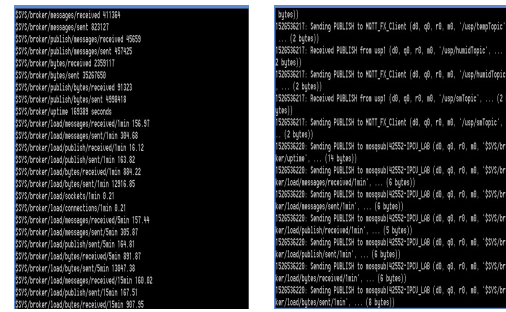 $SYS/broker/messages/received 411384
$SYS/broker/messages/sent 823127
$SYS/broker/publish/messages/received 45659
$SYS/broker/publish/messages/sent 457425
$SYS/broker/bytes/received 2359117
$SYS/broker/bytes/sent 35267650
$SYS/broker/publish/bytes/received 91323
$SYS/broker/publish/bytes/sent 4998418
$SYS/broker/uptime 169389 seconds
$SYS/broker/load/messages/received/1min 156.97
$SYS/broker/load/messages/sent/1min 304.68
$SYS/broker/load/publish/received/1min 16.12
$SYS/broker/load/publish/sent/1min 163.82
$SYS/broker/load/bytes/received/1min 884.22
$SYS/broker/load/bytes/sent/1min 12916.85
$SYS/broker/load/sockets/1min 0.21
$SYS/broker/load/connections/1min 0.21
$SYS/broker/load/messages/received/5min 157.44
$SYS/broker/load/messages/sent/5min 305.87
$SYS/broker/load/publish/sent/5min 164.81
$SYS/broker/load/bytes/received/5min 891.87
$SYS/broker/load/bytes/sent/5min 13047.38
$SYS/broker/load/messages/received/15min 160.02
$SYS/broker/load/publish/sent/15min 167.51
$SYS/broker/load/bytes/received/15min 907.95
bytes))
1526536217: Sending PUBLISH to MQTT_FX_Client (d0, q0, r0, m0, '/usp/tempTopic'
, ... (2 bytes))
1526536217: Received PUBLISH from usp1 (d0, q0, r0, m0, '/usp/humidTopic', ...
2 bytes))
1526536217: Sending PUBLISH to MQTT_FX_Client (d0, q0, r0, m0, '/usp/humidTopic
, ... (2 bytes))
1526536217: Received PUBLISH from usp1 (d0, q0, r0, m0, '/usp/smTopic', ... (2
ytes))
1526536217: Sending PUBLISH to MQTT_FX_Client (d0, q0, r0, m0, '/usp/smTopic',
.. (2 bytes))
1526536220: Sending PUBLISH to mosqsub|42552-IPCU_LAB (d0, q0, r0, m0, '$SYS/br
ker/uptime', ... (14 bytes))
1526536220: Sending PUBLISH to mosqsub|42552-IPCU_LAB (d0, q0, r0, m0, '$SYS/br
ker/load/messages/received/1min', ... (6 bytes))
1526536220: Sending PUBLISH to mosqsub|42552-IPCU_LAB (d0, q0, r0, m0, '$SYS/br
ker/load/messages/sent/1min', ... (6 bytes))
1526536220: Sending PUBLISH to mosqsub|42552-IPCU_LAB (d0, q0, r0, m0, '$SYS/br
ker/load/publish/received/1min', ... (5 bytes))
1526536220: Sending PUBLISH to mosqsub|42552-IPCU_LAB (d0, q0, r0, m0, '$SYS/br
ker/load/publish/sent/1min', ... (6 bytes))
1526536220: Sending PUBLISH to mosqsub|42552-IPCU_LAB (d0, q0, r0, m0, '$SYS/br
ker/load/bytes/received/1min', ... (6 bytes))
1526536220: Sending PUBLISH to mosqsub|42552-IPCU_LAB (d0, q0, r0, m0, '$SYS/br
ker/load/bytes/sent/1min', ... (8 bytes))